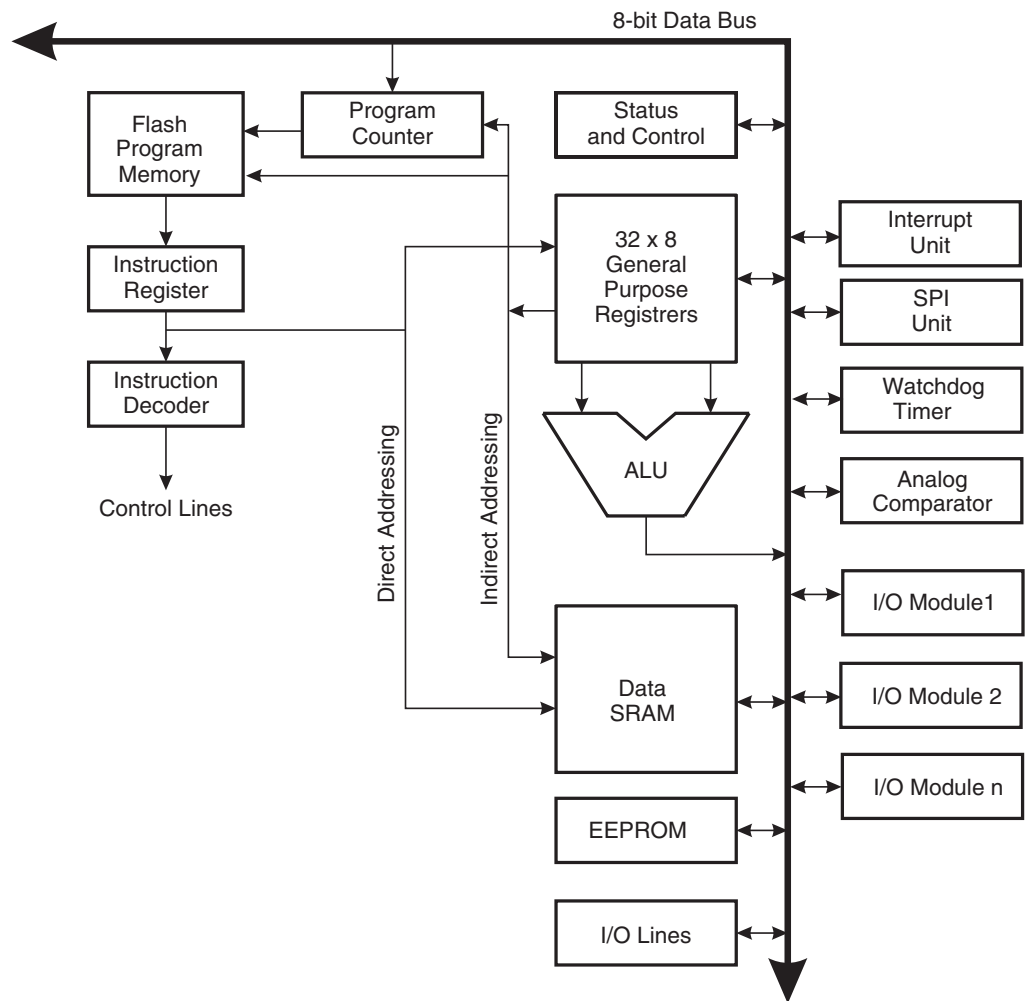 8-bit Data Bus
Flash
Program
Memory
Program
Counter
Status
and Control
Interrupt
Unit
32 x 8
General
Purpose
Registrers
Instruction
Register
SPI
Unit
Instruction
Decoder
Watchdog
Timer
Direct Addressing
Indirect Addressing
ALU
Analog
Comparator
Control Lines
I/O Module1
Data
SRAM
I/O Module 2
I/O Module n
EEPROM
I/O Lines